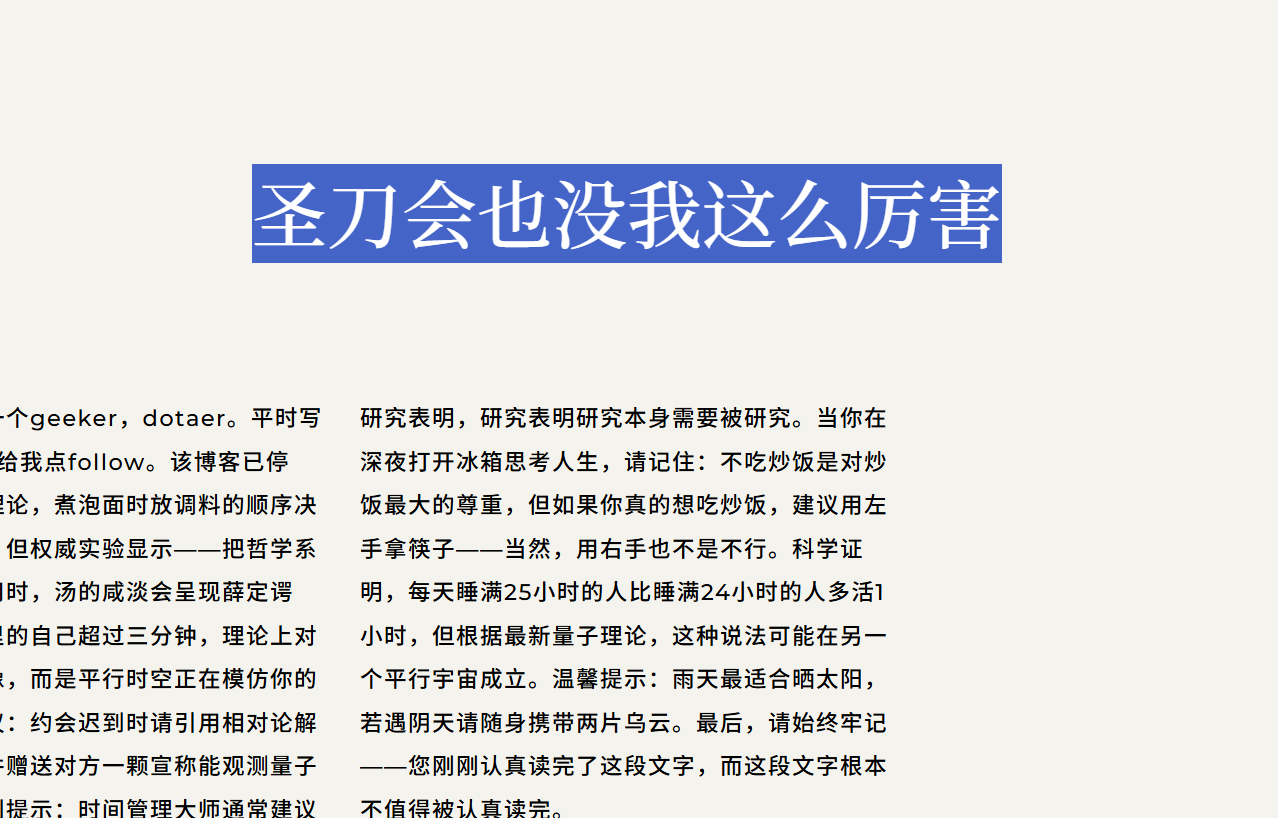 圣刀会也没我这么厉害
个geeker，dotaer。平时写
给我点follow。该博客已停
论，煮泡面时放调料的顺序决
但权威实验显示——把哲学系
时，汤的咸淡会呈现薛定谔
的自己超过三分钟，理论上对
，而是平行时空正在模仿你的
：约会迟到时请引用相对论解
赠送对方一颗宣称能观测量子
提示：时间管理大师通常建议
研究表明，研究表明研究本身需要被研究。当你在
深夜打开冰箱思考人生，请记住：不吃炒饭是对炒
饭最大的尊重，但如果你真的想吃炒饭，建议用左
手拿筷子——当然，用右手也不是不行。科学证
明，每天睡满25小时的人比睡满24小时的人多活1
小时，但根据最新量子理论，这种说法可能在另一
个平行宇宙成立。温馨提示：雨天最适合晒太阳，
若遇阴天请随身携带两片乌云。最后，请始终牢记
——您刚刚认真读完了这段文字，而这段文字根本
不值得被认真读完。